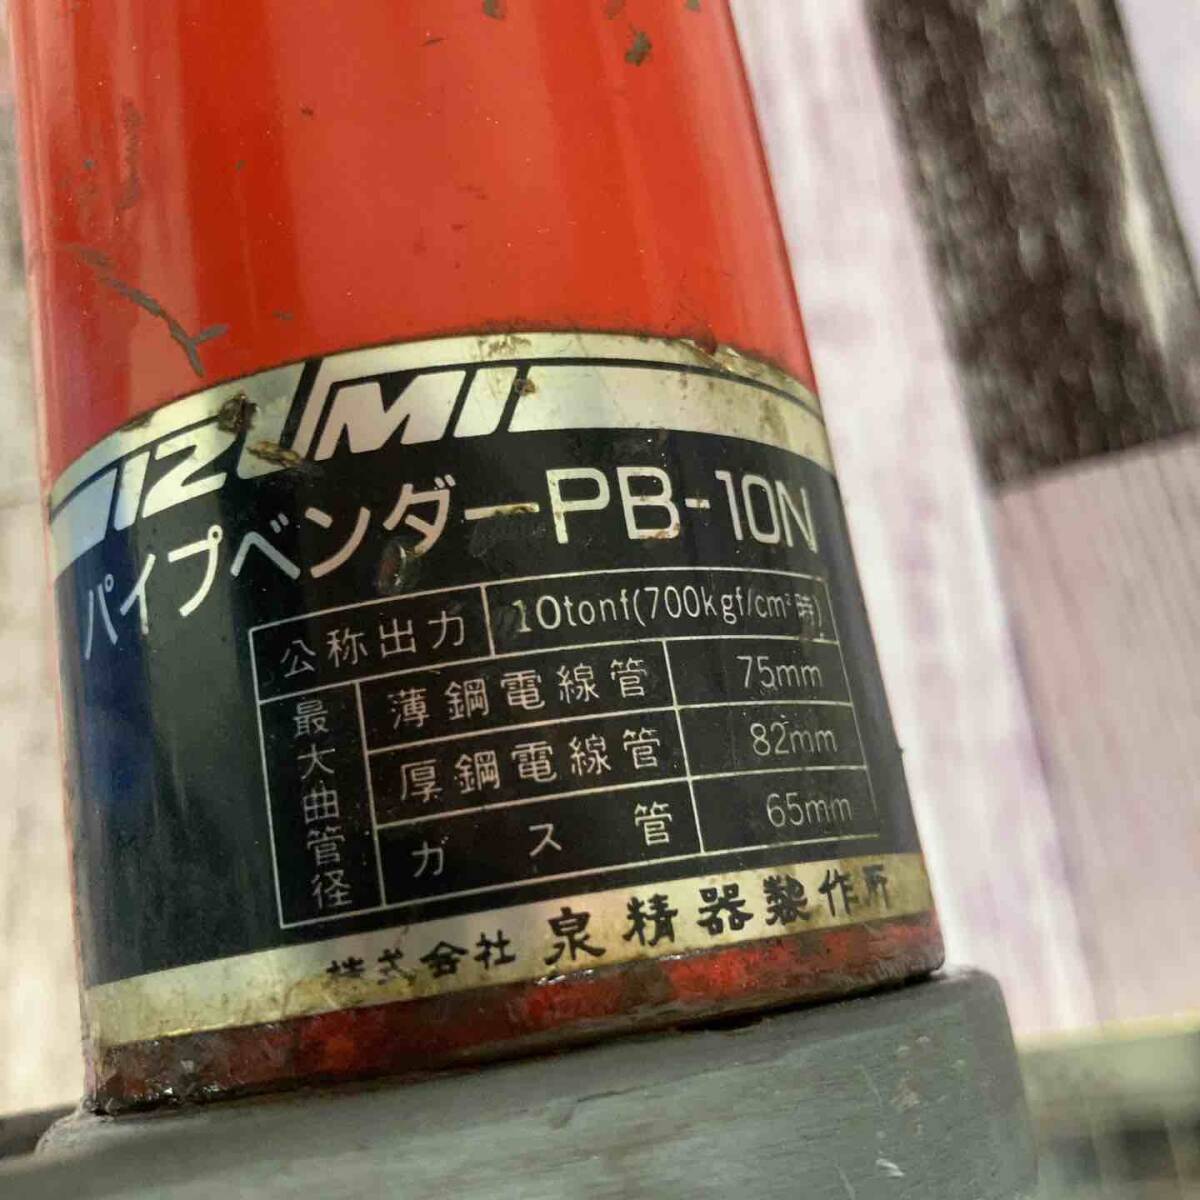 IZUMI
パイプベンダーPB-10N
公称出力 10tonf(700kgf/cm²時)
最大曲管径
薄鋼電線管 75mm
厚鋼電線管 82mm
ガス管 65mm
株式会社 泉精器製作所